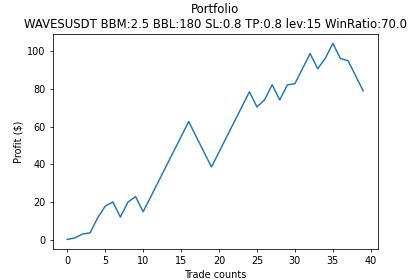 Portfolio
WAVESUSDT BBM:2.5 BBL:180 SL:0.8 TP:0.8 lev:15 WinRatio:70.0
Profit ($)
100
80
60
40
20
0
0 5 10 15 20 25 30 35 40
Trade counts